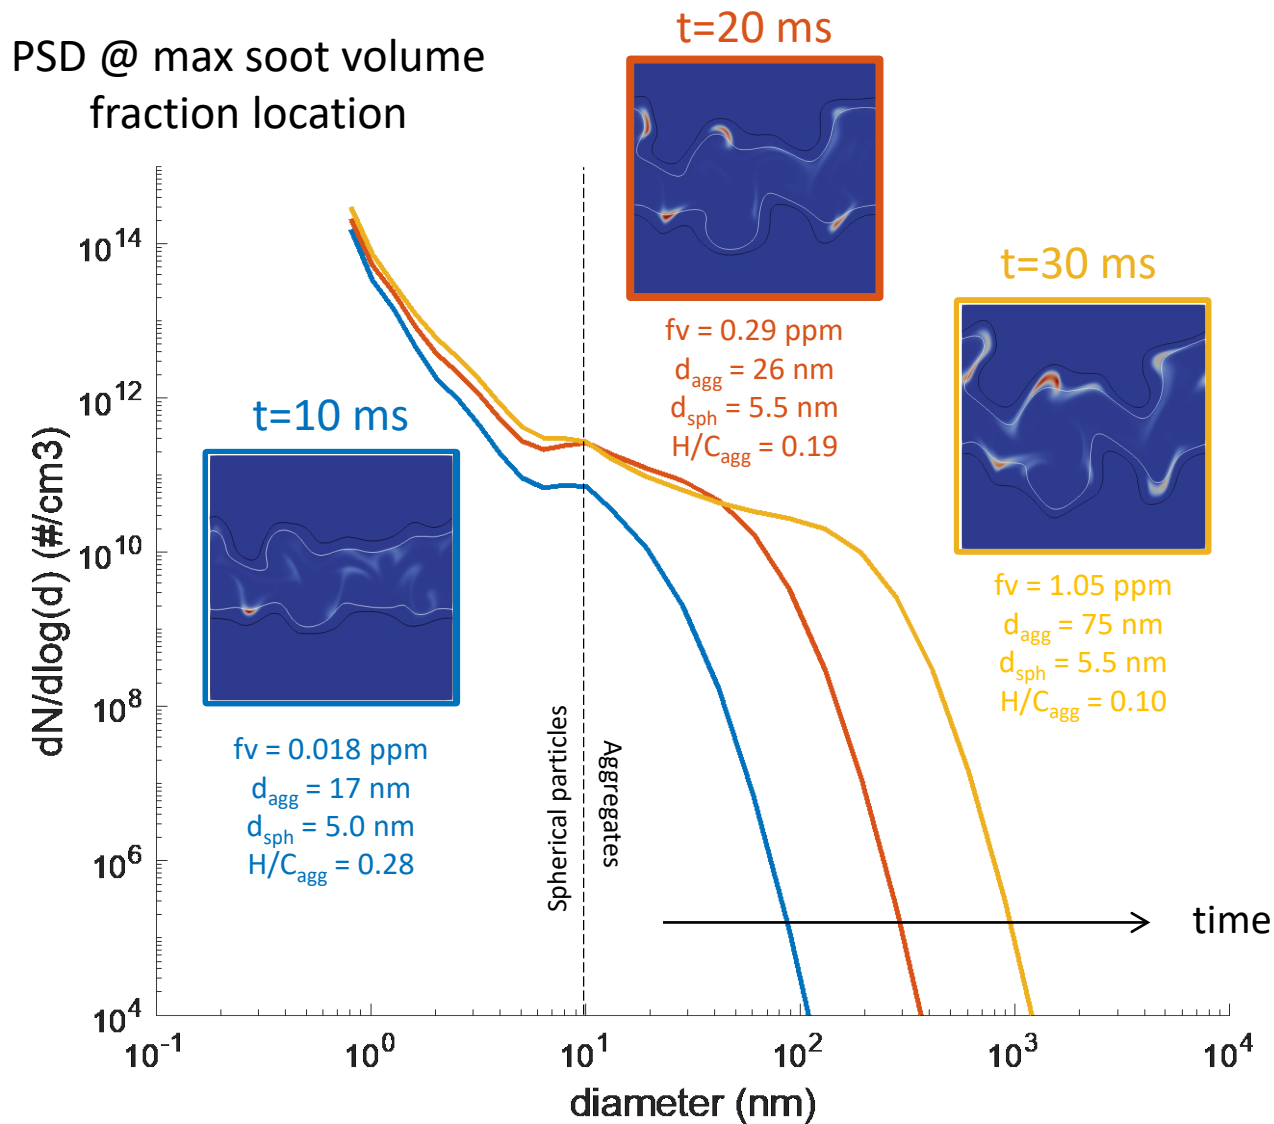 PSD @ max soot volume
fraction location
t=20 ms
fv = 0.29 ppm
dagg = 26 nm
dsph = 5.5 nm
H/Cagg = 0.19
t=30 ms
fv = 1.05 ppm
dagg = 75 nm
dsph = 5.5 nm
H/Cagg = 0.10
t=10 ms
fv = 0.018 ppm
dagg = 17 nm
dsph = 5.0 nm
H/Cagg = 0.28
Spherical particles
Aggregates
time
dN/dlog(d) (#/cm3)
10^14
10^12
10^10
10^8
10^6
10^4
10^-1
10^0
10^1
10^2
10^3
10^4
diameter (nm)